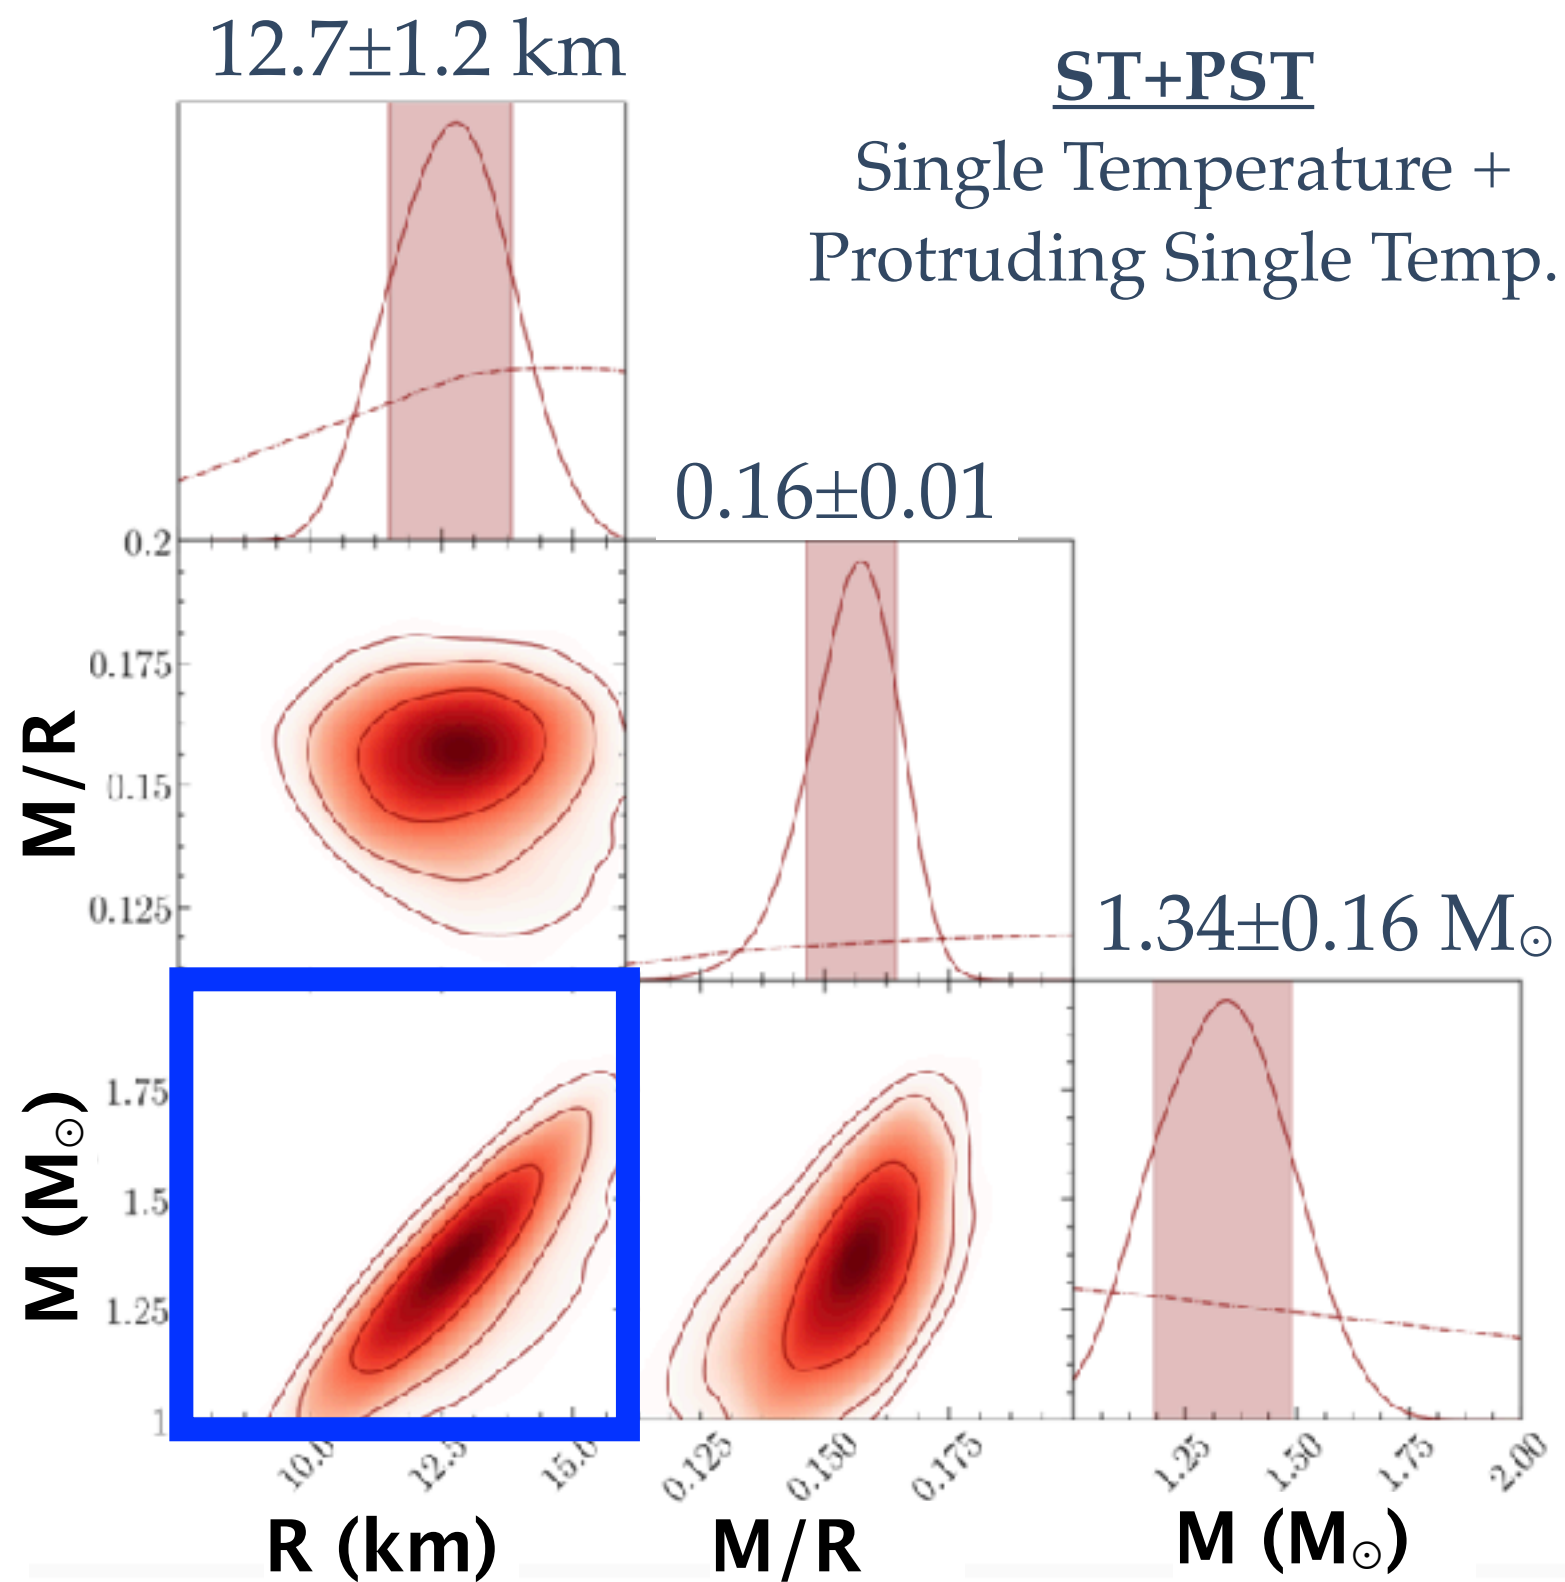 12.7±1.2 km
ST+PST
Single Temperature +
Protruding Single Temp.
0.16±0.01
1.34±0.16 M☉
0.2
0.175
0.15
0.125
M/R
1.75
1.5
1.25
1
M (M☉)
10.0 12.5 15.0
0.125 0.150 0.175
1.25 1.50 1.75 2.00
R (km)
M/R
M (M☉)